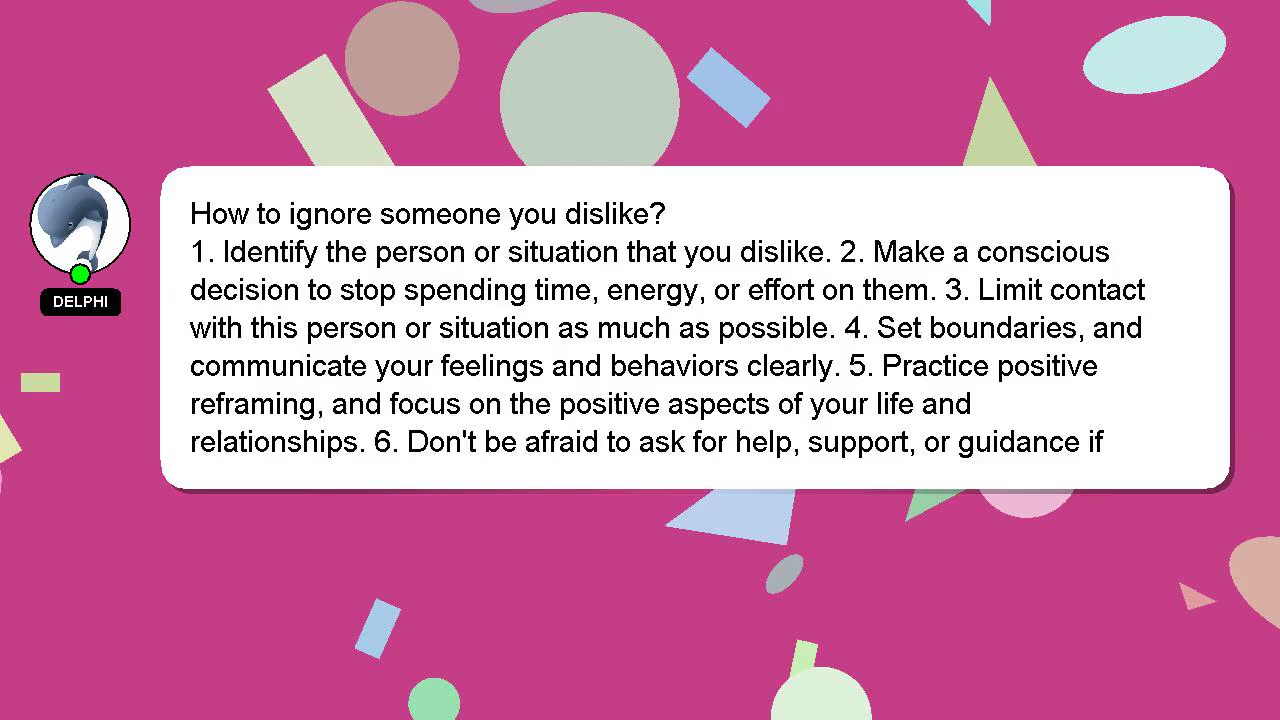 How to ignore someone you dislike?
1. Identify the person or situation that you dislike. 2. Make a conscious
decision to stop spending time, energy, or effort on them. 3. Limit contact
with this person or situation as much as possible. 4. Set boundaries, and
communicate your feelings and behaviors clearly. 5. Practice positive
reframing, and focus on the positive aspects of your life and
relationships. 6. Don't be afraid to ask for help, support, or guidance if
DELPHI